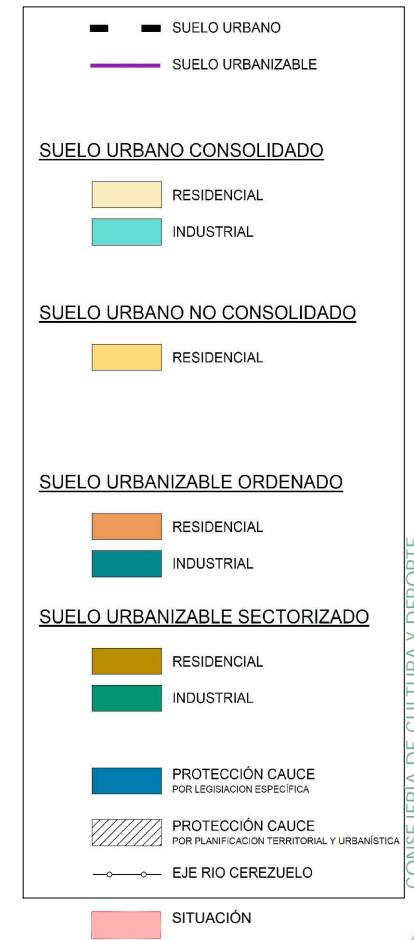 SUELO URBANO
SUELO URBANIZABLE
SUELO URBANO CONSOLIDADO
RESIDENCIAL
INDUSTRIAL
SUELO URBANO NO CONSOLIDADO
RESIDENCIAL
SUELO URBANIZABLE ORDENADO
RESIDENCIAL
INDUSTRIAL
SUELO URBANIZABLE SECTORIZADO
RESIDENCIAL
INDUSTRIAL
PROTECCIÓN CAUCE
POR LEGISIACION ESPECÍFICA
PROTECCIÓN CAUCE
POR PLANIFICACION TERRITORIAL Y URBANÍSTICA
EJE RIO CEREZUELO
SITUACIÓN
CONSEJERIA DE CULTURA Y DEPORTE